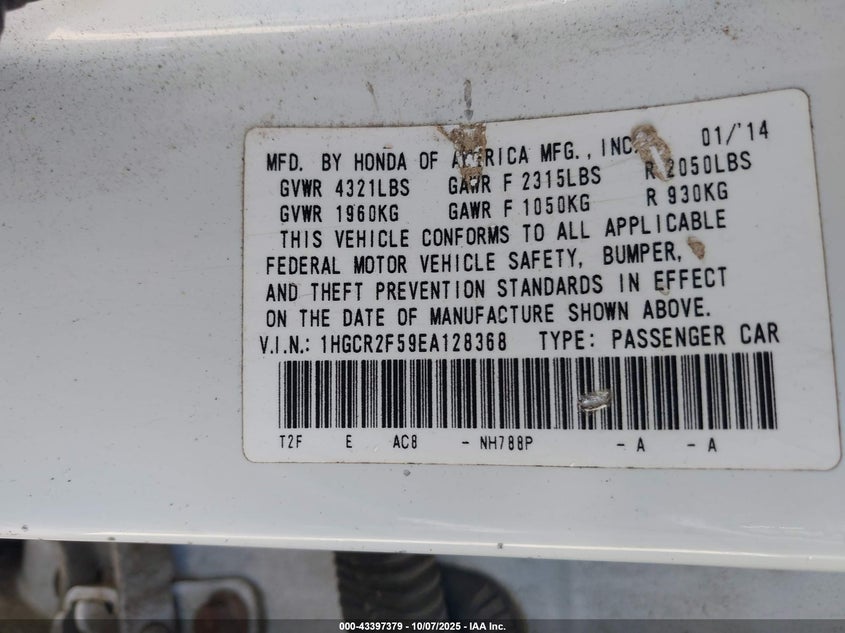 MFD. BY HONDA OF AMERICA MFG., INC. 01/'14
GVWR 4321LBS GAWR F 2315LBS R 2050LBS
GVWR 1960KG GAWR F 1050KG R 930KG
THIS VEHICLE CONFORMS TO ALL APPLICABLE
FEDERAL MOTOR VEHICLE SAFETY, BUMPER,
AND THEFT PREVENTION STANDARDS IN EFFECT
ON THE DATE OF MANUFACTURE SHOWN ABOVE.
V.I.N.: 1HGCR2F59EA128368 TYPE: PASSENGER CAR
T2F E AC8 - NH788P - A - A
000-43397379 | 10/07/2025 - IAA Inc.